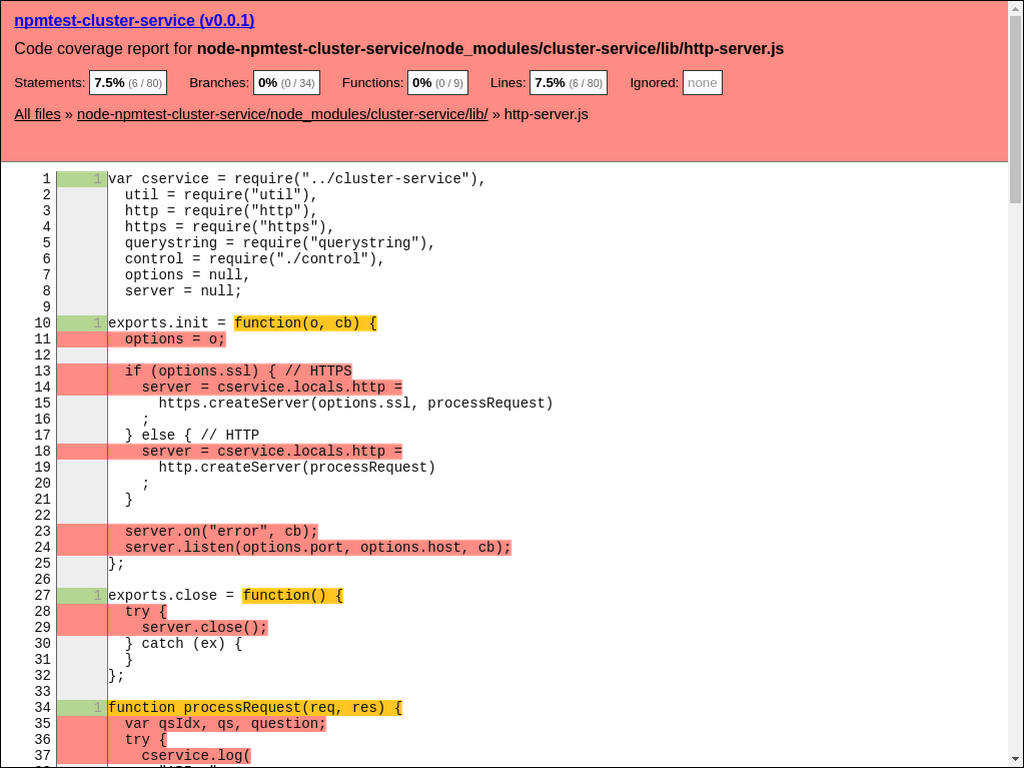 npmtest-cluster-service (v0.0.1)
Code coverage report for node-npmtest-cluster-service/node_modules/cluster-service/lib/http-server.js
Statements: 7.5% (6 / 80) Branches: 0% (0 / 34) Functions: 0% (0 / 9) Lines: 7.5% (6 / 80) Ignored: none
All files » node-npmtest-cluster-service/node_modules/cluster-service/lib/ » http-server.js
1 1 var cservice = require("../cluster-service"),
2 util = require("util"),
3 http = require("http"),
4 https = require("https"),
5 querystring = require("querystring"),
6 control = require("./control"),
7 options = null,
8 server = null;
9
10 1 exports.init = function(o, cb) {
11 options = o;
12
13 if (options.ssl) { // HTTPS
14 server = cservice.locals.http =
15 https.createServer(options.ssl, processRequest)
16 ;
17 } else { // HTTP
18 server = cservice.locals.http =
19 http.createServer(processRequest)
20 ;
21 }
22
23 server.on("error", cb);
24 server.listen(options.port, options.host, cb);
25 };
26
27 1 exports.close = function() {
28 try {
29 server.close();
30 } catch (ex) {
31 }
32 };
33
34 1 function processRequest(req, res) {
35 var qsIdx, qs, question;
36 try {
37 cservice.log(